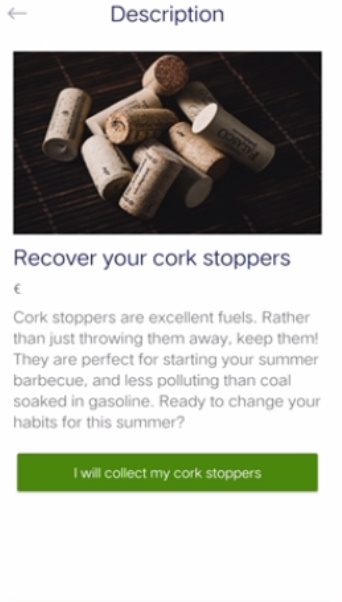 Description
Recover your cork stoppers
€
Cork stoppers are excellent fuels. Rather
than just throwing them away, keep them!
They are perfect for starting your summer
barbecue, and less polluting than coal
soaked in gasoline. Ready to change your
habits for this summer?
I will collect my cork stoppers